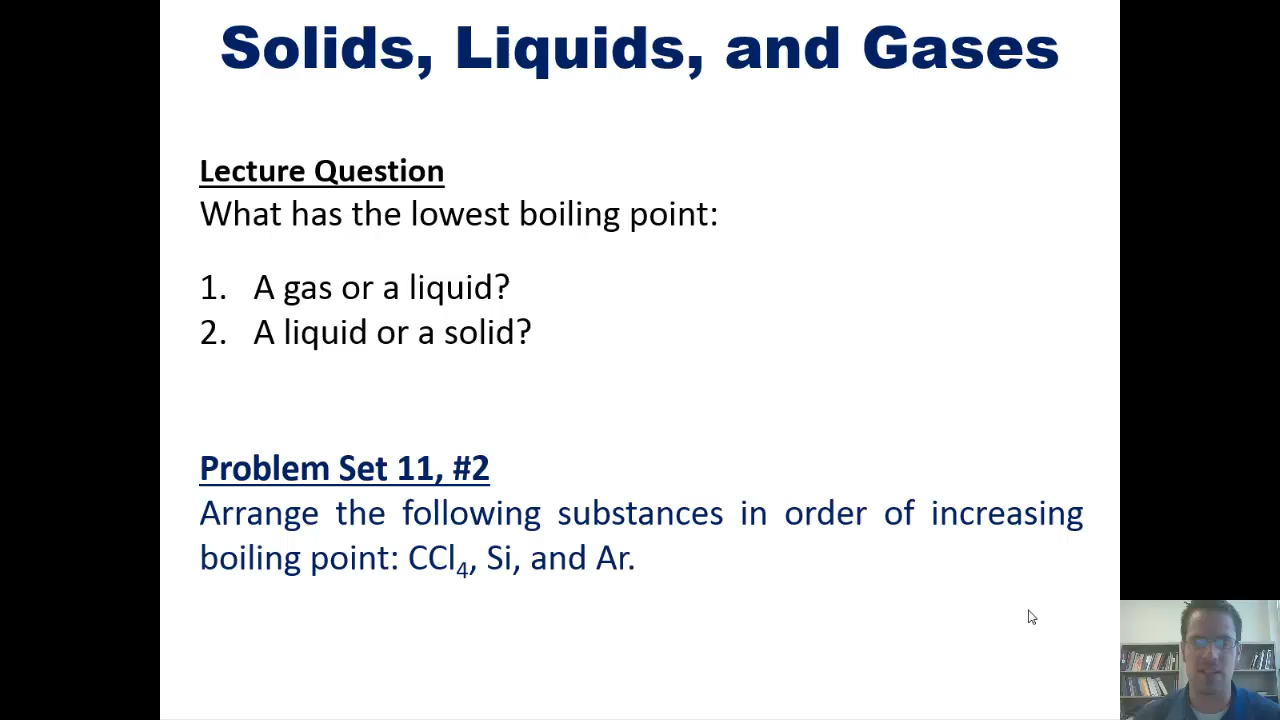 Solids, Liquids, and Gases
Lecture Question
What has the lowest boiling point:
1. A gas or a liquid?
2. A liquid or a solid?
Problem Set 11, #2
Arrange the following substances in order of increasing
boiling point: CCl₄, Si, and Ar.